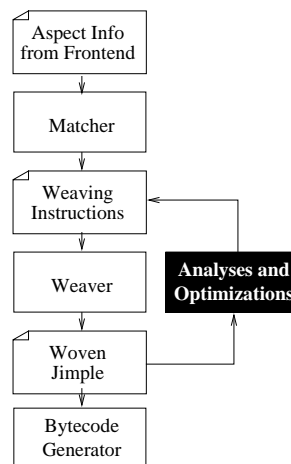 Aspect Info
from Frontend
Matcher
Weaving
Instructions
Weaver
Analyses and
Optimizations
Woven
Jimple
Bytecode
Generator